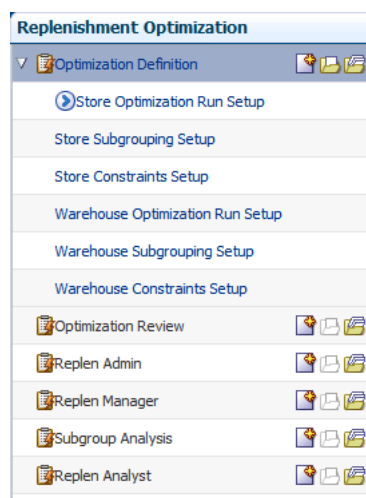 Replenishment Optimization
Optimization Definition
Store Optimization Run Setup
Store Subgrouping Setup
Store Constraints Setup
Warehouse Optimization Run Setup
Warehouse Subgrouping Setup
Warehouse Constraints Setup
Optimization Review
Replen Admin
Replen Manager
Subgroup Analysis
Replen Analyst